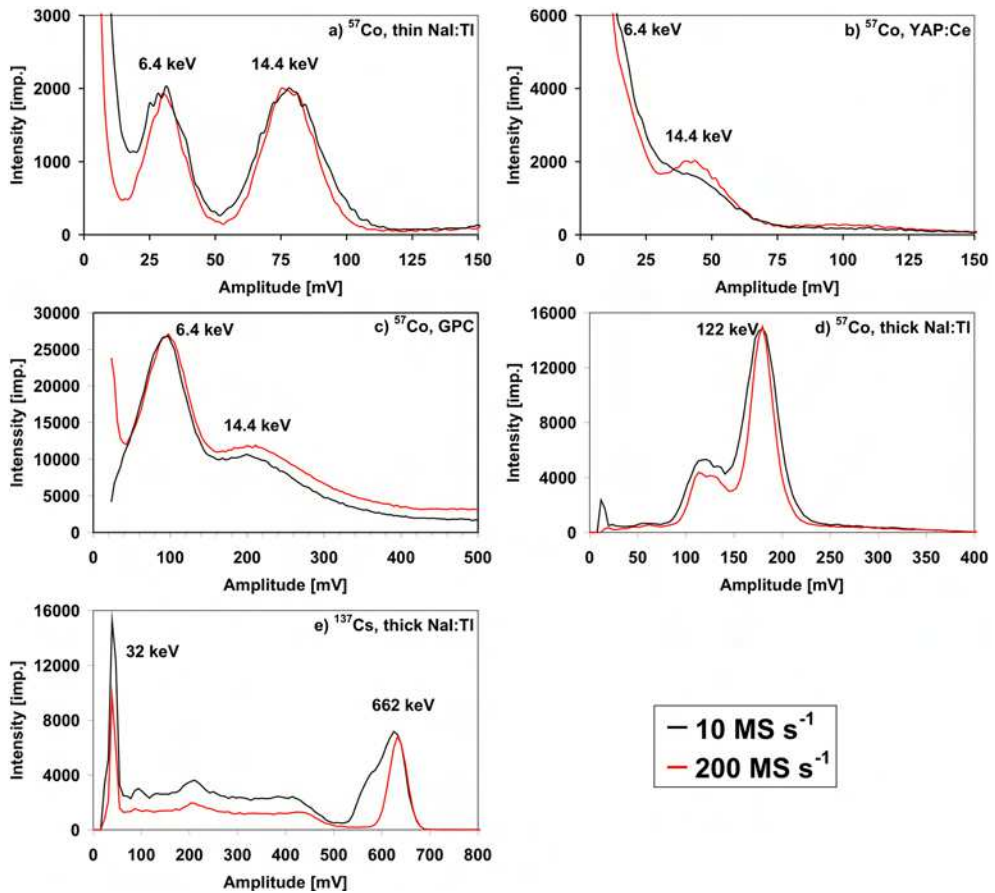 a) ⁵⁷Co, thin NaI:Tl
6.4 keV
14.4 keV
Intensity [imp.]
3000
2000
1000
0
0 25 50 75 100 125 150
Amplitude [mV]
b) ⁵⁷Co, YAP:Ce
6.4 keV
14.4 keV
Intensity [imp.]
6000
4000
2000
0
0 25 50 75 100 125 150
Amplitude [mV]
c) ⁵⁷Co, GPC
6.4 keV
14.4 keV
Intenssity [imp.]
30000
25000
20000
15000
10000
5000
0
0 100 200 300 400 500
Amplitude [mV]
d) ⁵⁷Co, thick NaI:Tl
122 keV
Intensity [imp.]
16000
12000
8000
4000
0
0 50 100 150 200 250 300 350 400
Amplitude [mV]
e) ¹³⁷Cs, thick NaI:Tl
32 keV
662 keV
Intensity [imp.]
16000
12000
8000
4000
0
0 100 200 300 400 500 600 700 800
Amplitude [mV]
10 MS s⁻¹
200 MS s⁻¹